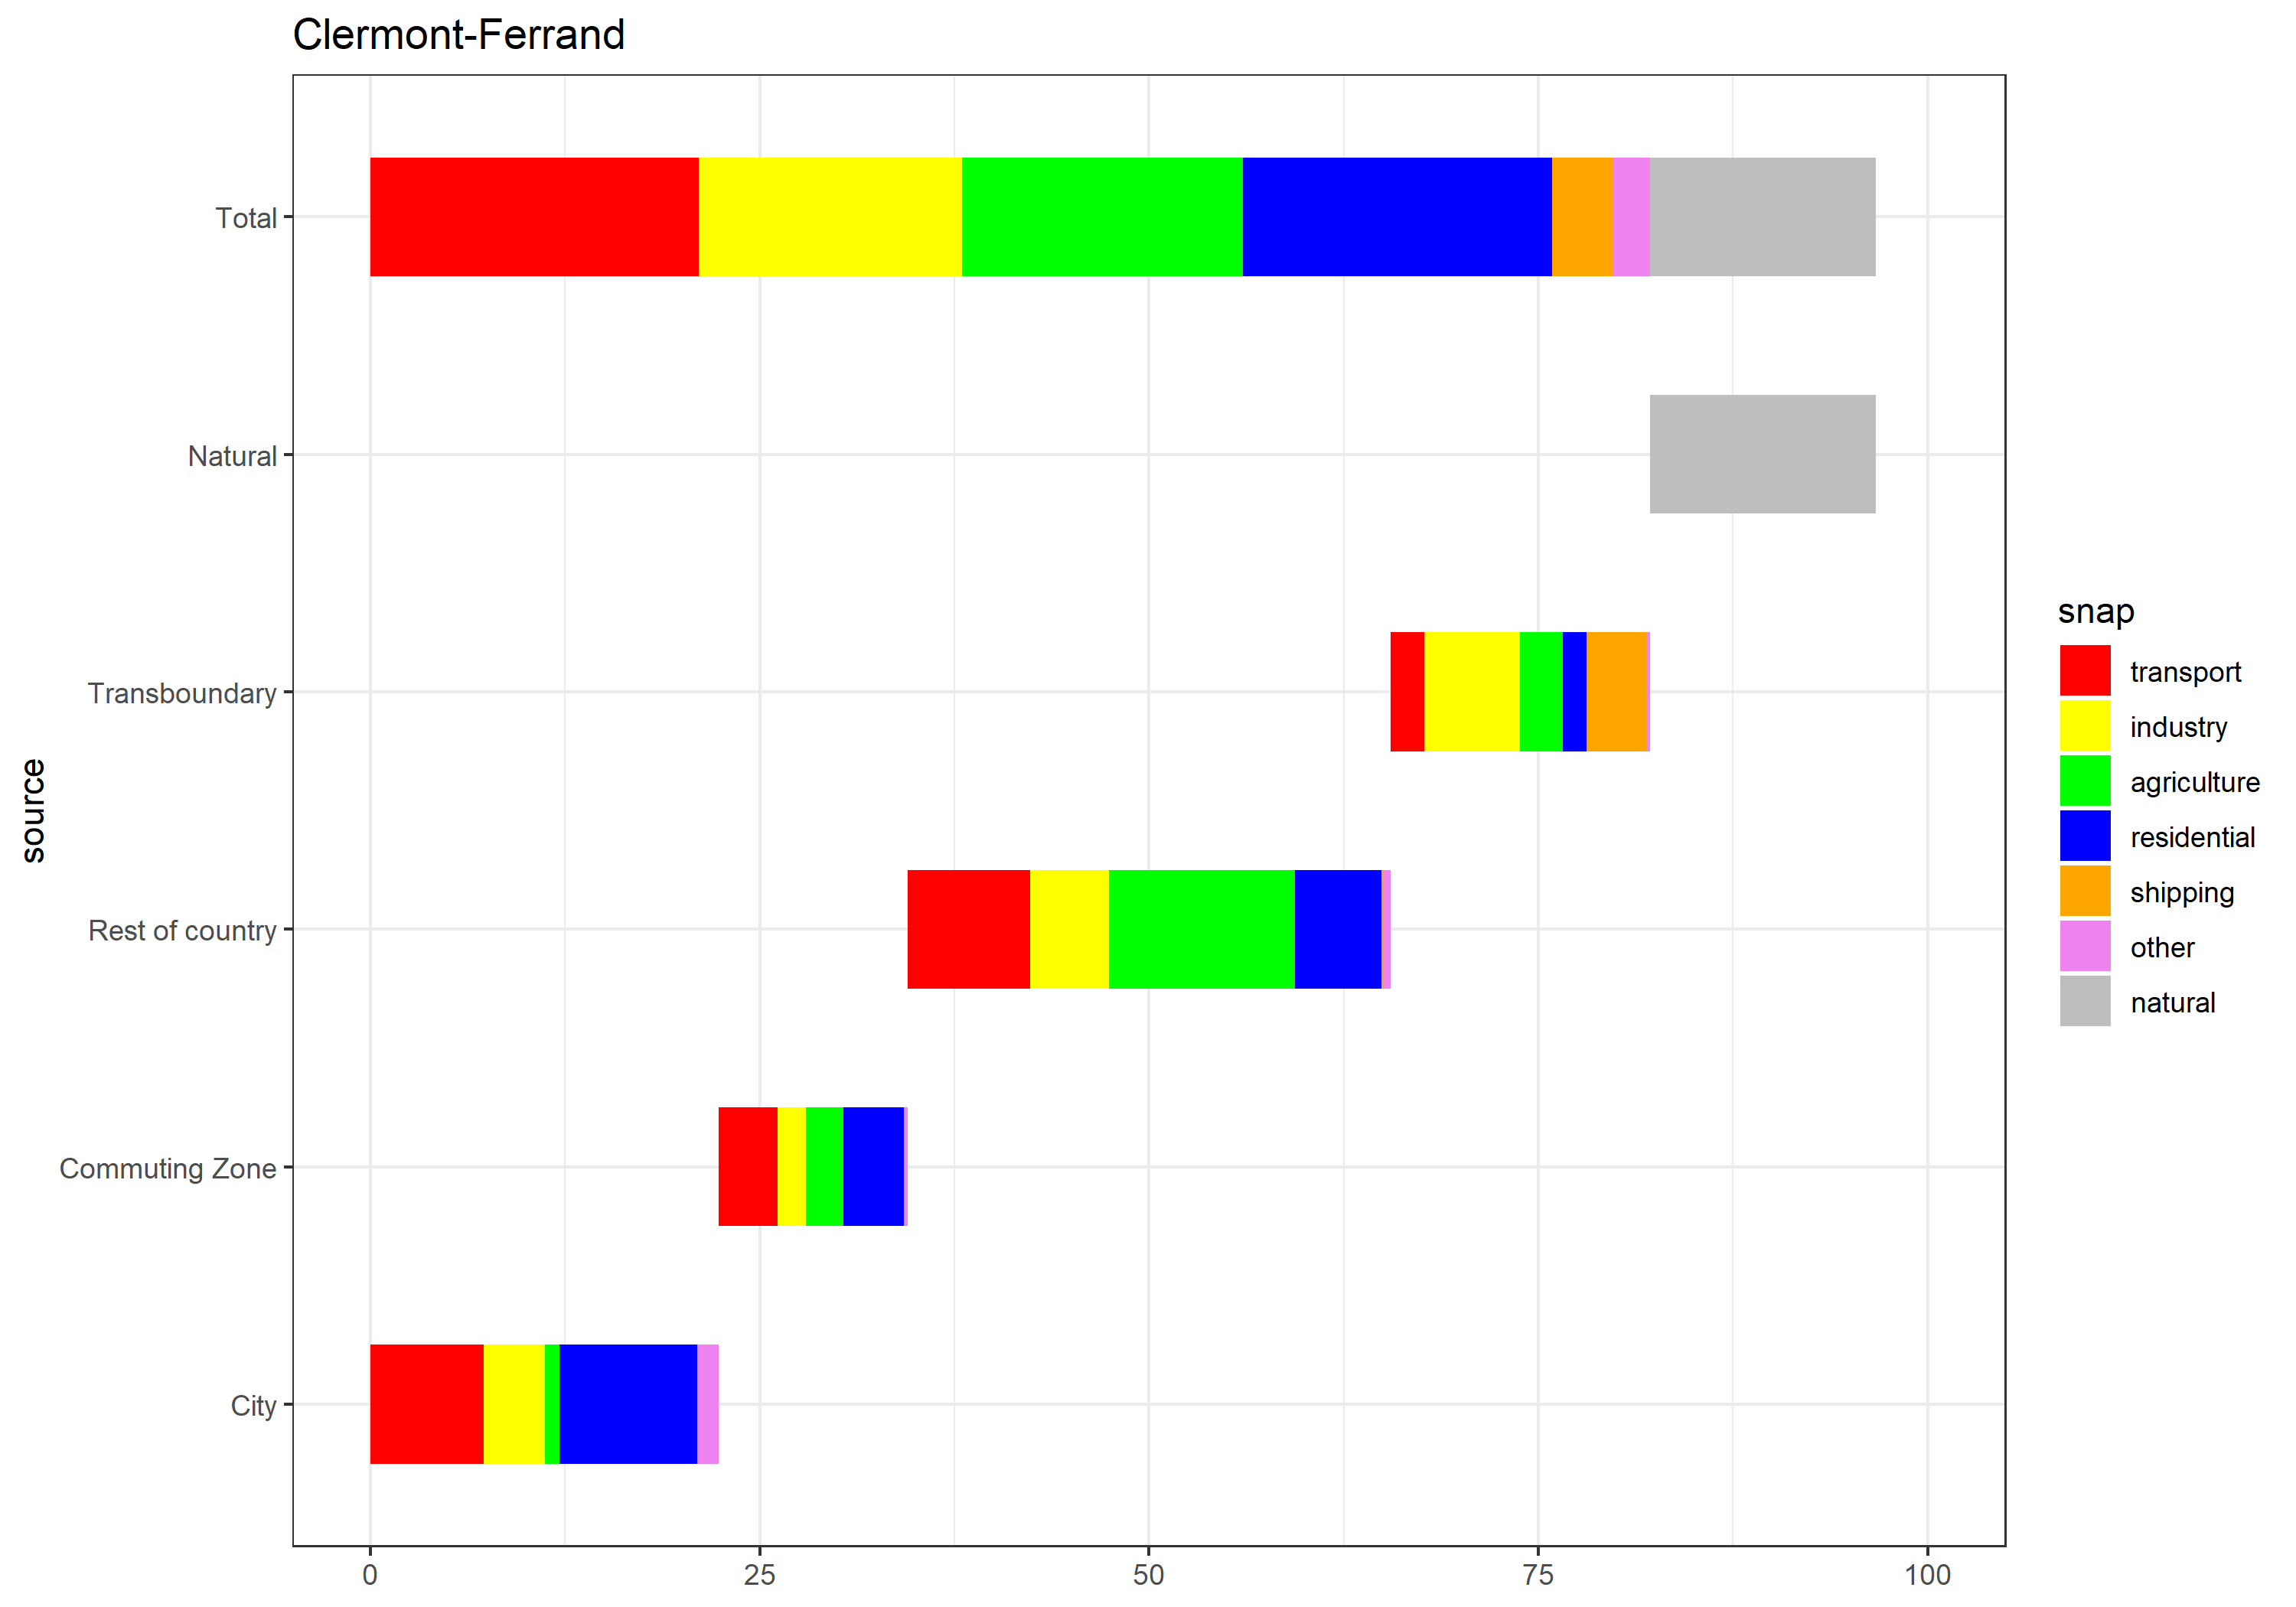 Clermont-Ferrand
Total
Natural
Transboundary
Rest of country
Commuting Zone
City
source
0 25 50 75 100
snap
transport
industry
agriculture
residential
shipping
other
natural